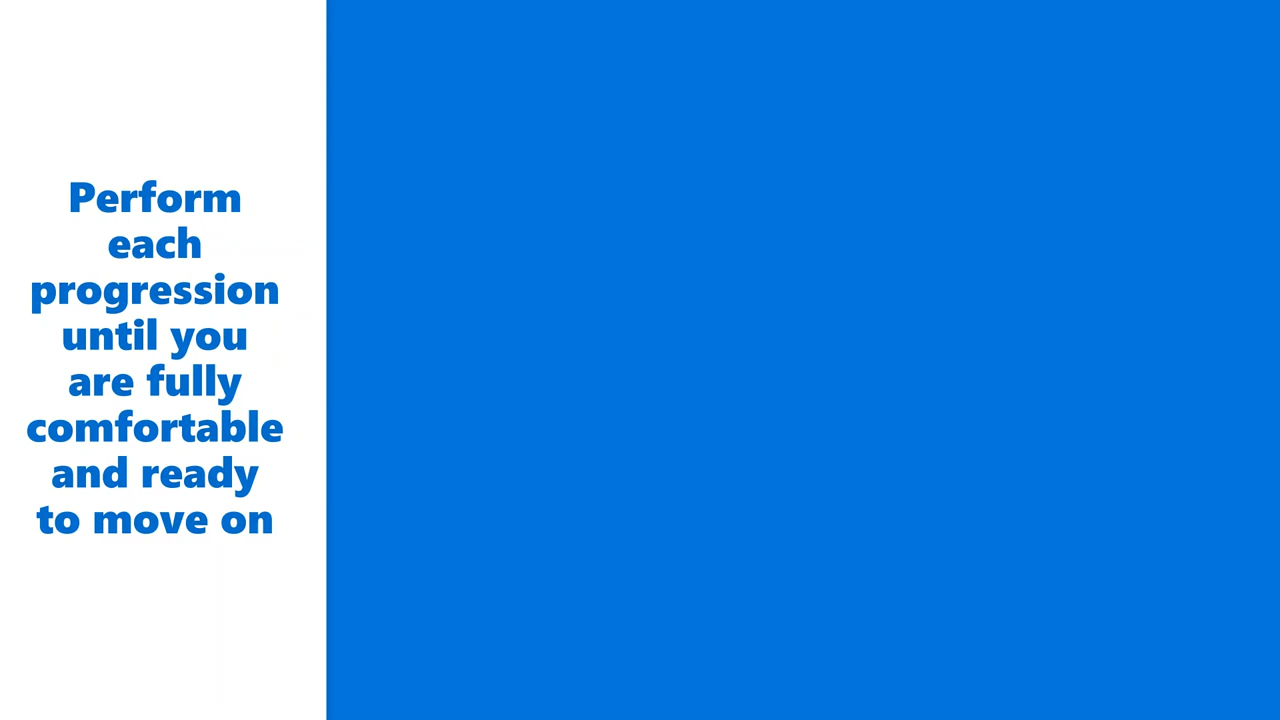 Perform
each
progression
until you
are fully
comfortable
and ready
to move on